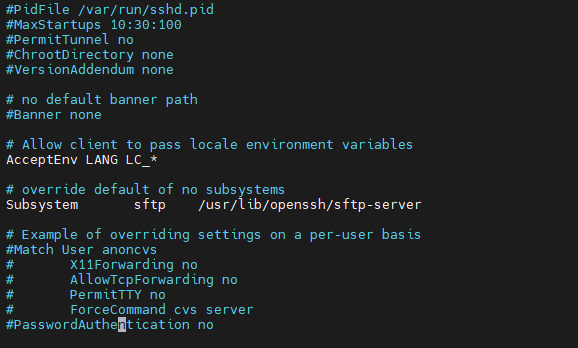 #PidFile /var/run/sshd.pid
#MaxStartups 10:30:100
#PermitTunnel no
#ChrootDirectory none
#VersionAddendum none

# no default banner path
#Banner none

# Allow client to pass locale environment variables
AcceptEnv LANG LC_*

# override default of no subsystems
Subsystem       sftp    /usr/lib/openssh/sftp-server

# Example of overriding settings on a per-user basis
#Match User anoncvs
#       X11Forwarding no
#       AllowTcpForwarding no
#       PermitTTY no
#       ForceCommand cvs server
#PasswordAuthentication no